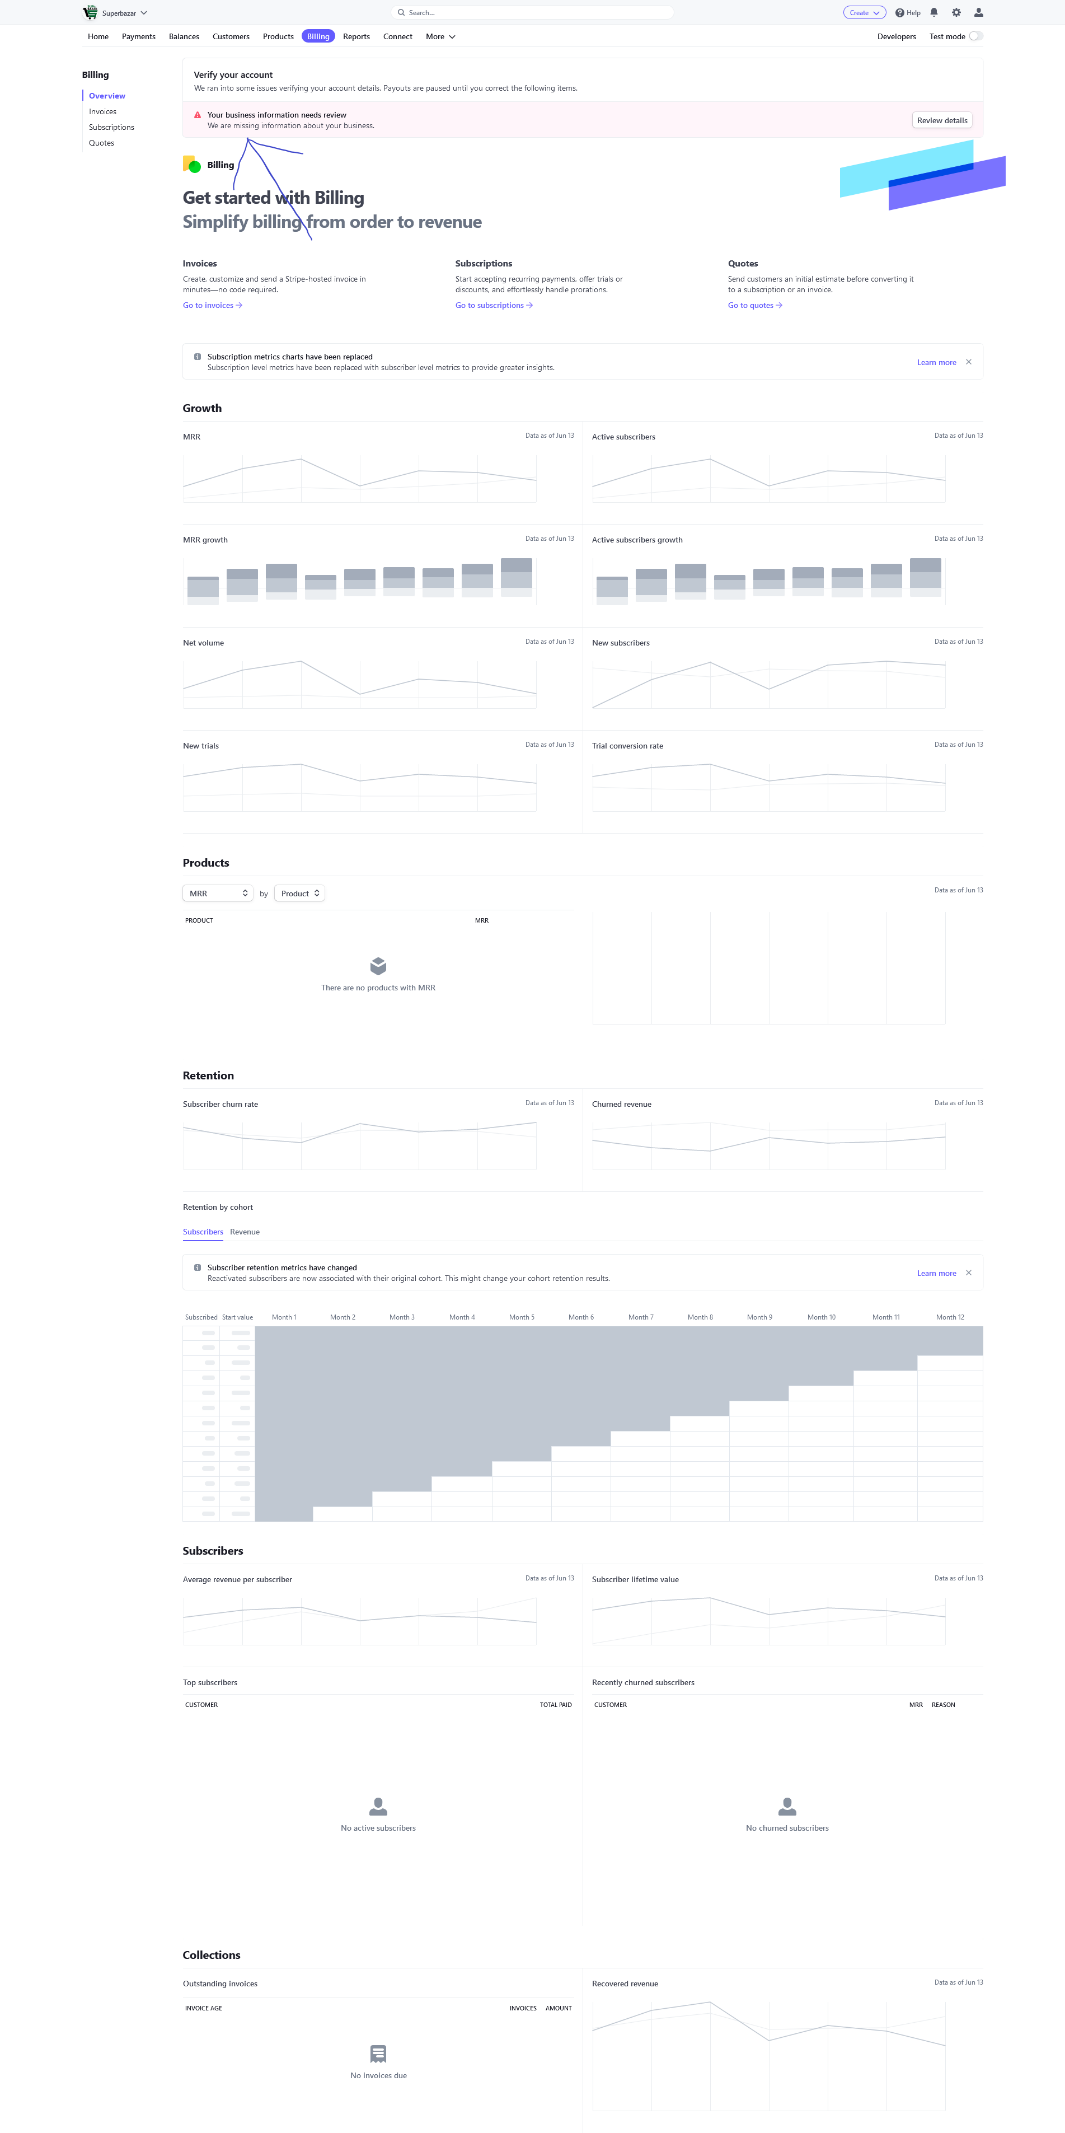 Superbazar
Search...
Create
Help
Home Payments Balances Customers Products Billing Reports Connect More
Developers Test mode
Billing
Overview
Invoices
Subscriptions
Quotes
Verify your account
We ran into some issues verifying your account details. Payouts are paused until you correct the following items.
Your business information needs review
We are missing information about your business.
Review details
Billing
Get started with Billing
Simplify billing from order to revenue
Invoices
Create, customize and send a Stripe-hosted invoice in
minutes—no code required.
Go to invoices →
Subscriptions
Start accepting recurring payments, offer trials or
discounts, and effortlessly handle prorations.
Go to subscriptions →
Quotes
Send customers an initial estimate before converting it
to a subscription or an invoice.
Go to quotes →
Subscription metrics charts have been replaced
Subscription level metrics have been replaced with subscriber level metrics to provide greater insights.
Learn more
Growth
MRR Data as of Jun 13
Active subscribers Data as of Jun 13
MRR growth Data as of Jun 13
Active subscribers growth Data as of Jun 13
Net volume Data as of Jun 13
New subscribers Data as of Jun 13
New trials Data as of Jun 13
Trial conversion rate Data as of Jun 13
Products
MRR by Product
Data as of Jun 13
PRODUCT MRR
There are no products with MRR
Retention
Subscriber churn rate Data as of Jun 13
Churned revenue Data as of Jun 13
Retention by cohort
Subscribers Revenue
Subscriber retention metrics have changed
Reactivated subscribers are now associated with their original cohort. This might change your cohort retention results.
Learn more
Subscribed Start value Month 1 Month 2 Month 3 Month 4 Month 5 Month 6 Month 7 Month 8 Month 9 Month 10 Month 11 Month 12
Subscribers
Average revenue per subscriber Data as of Jun 13
Subscriber lifetime value Data as of Jun 13
Top subscribers
CUSTOMER TOTAL PAID
No active subscribers
Recently churned subscribers
CUSTOMER MRR REASON
No churned subscribers
Collections
Outstanding invoices
INVOICE AGE INVOICES AMOUNT
No invoices due
Recovered revenue Data as of Jun 13